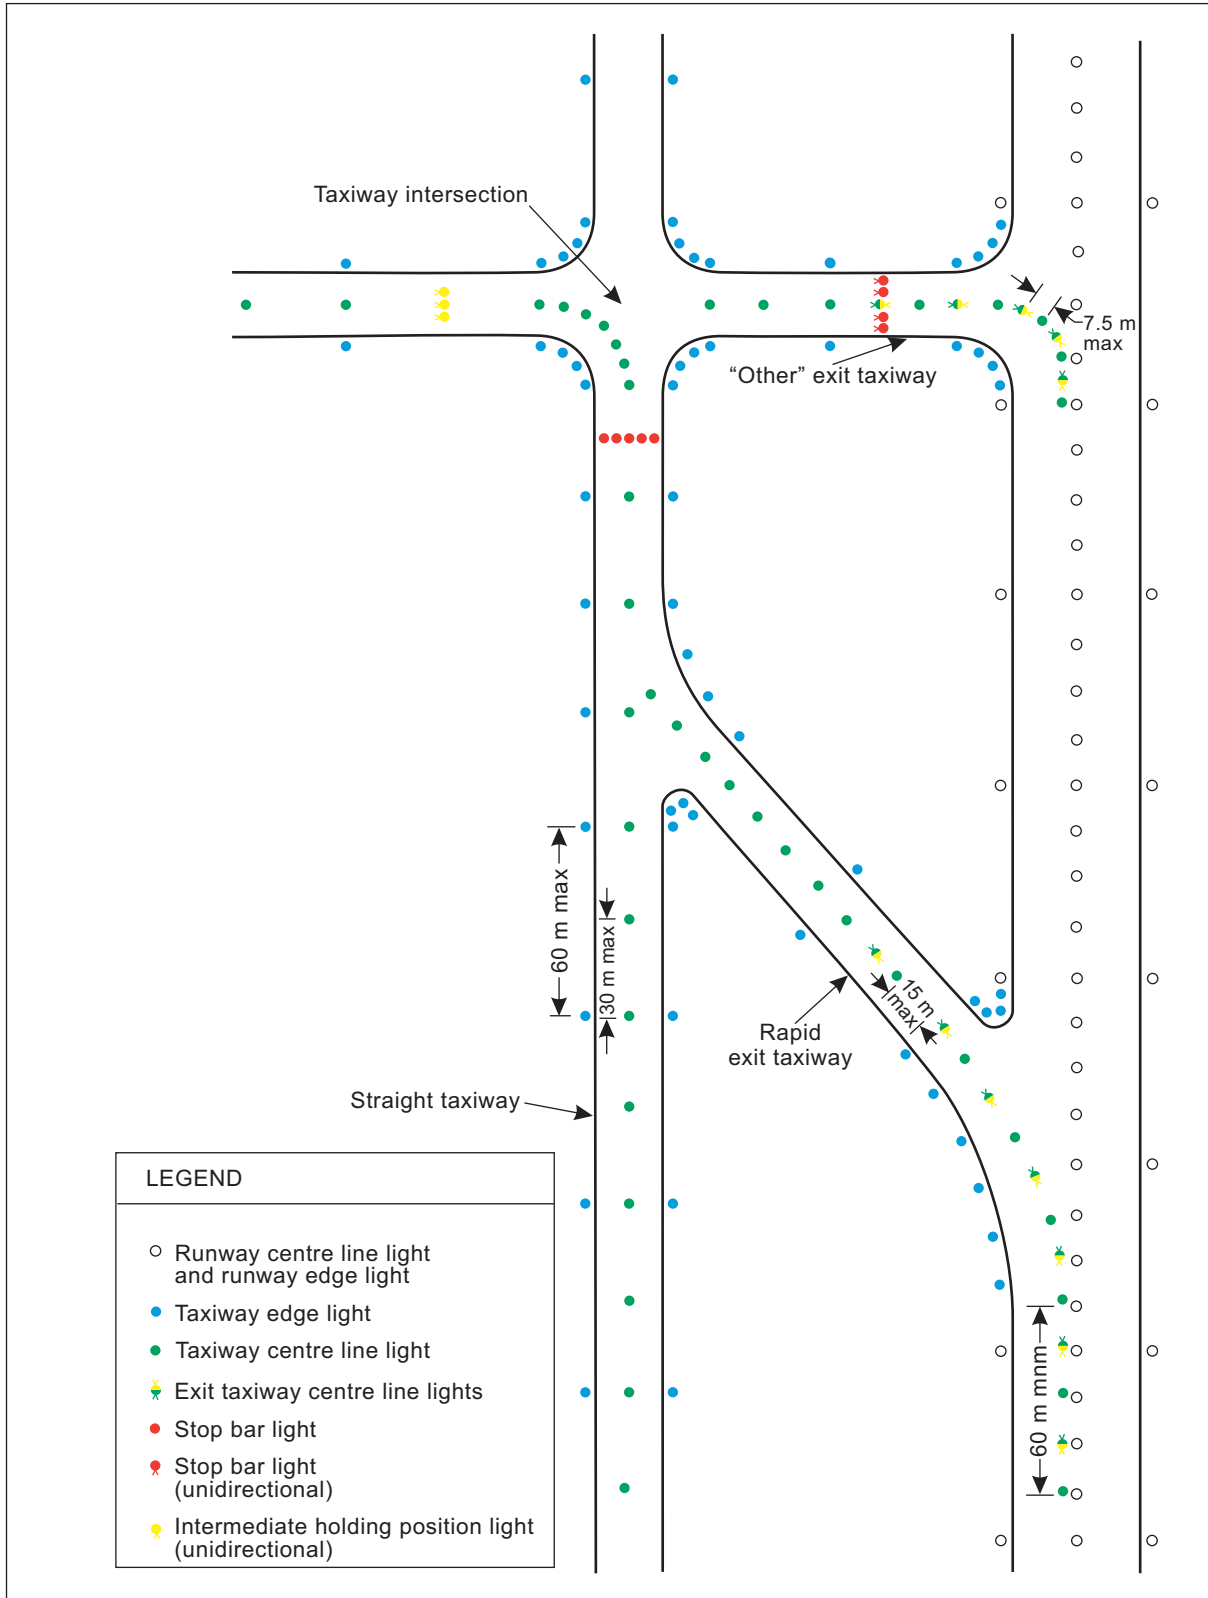 Taxiway intersection
7.5 m
max
“Other” exit taxiway
60 m max
30 m max
15 m
max
Rapid
exit taxiway
Straight taxiway
60 m mnm
LEGEND
Runway centre line light
and runway edge light
Taxiway edge light
Taxiway centre line light
Exit taxiway centre line lights
Stop bar light
Stop bar light
(unidirectional)
Intermediate holding position light
(unidirectional)